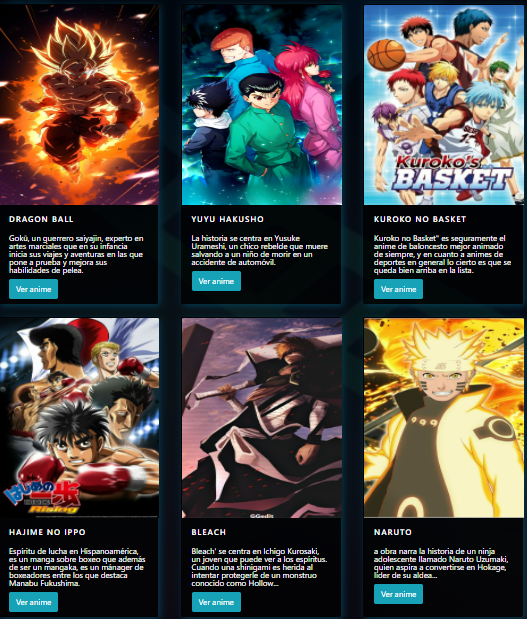 Kuroko's
BASKET
DRAGON BALL
Gokú, un guerrero saiyajin, experto en
artes marciales que en su infancia
inicia sus viajes y aventuras en las que
pone a prueba y mejora sus
habilidades de pelea.
Ver anime
YUYU HAKUSHO
La historia se centra en Yusuke
Urameshi, un chico rebelde que muere
salvando a un niño de morir en un
accidente de automóvil.
Ver anime
KUROKO NO BASKET
Kuroko no Basket" es seguramente el
anime de baloncesto mejor animado
de siempre, y en cuanto a animes de
deportes en general lo cierto es que se
queda bien arriba en la lista.
Ver anime
はじめの一歩
Rising
HAJIME NO IPPO
Espíritu de lucha en Hispanoamérica,
es un manga sobre boxeo que además
de ser un mangaka, es un mánager de
boxeadores entre los que destaca
Manabu Fukushima.
Ver anime
GGedit
BLEACH
Bleach' se centra en Ichigo Kurosaki,
un joven que puede ver a los espíritus.
Cuando una shinigami es herida al
intentar protegerle de un monstruo
conocido como Hollow...
Ver anime
NARUTO
a obra narra la historia de un ninja
adolescente llamado Naruto Uzumaki,
quien aspira a convertirse en Hokage,
líder de su aldea...
Ver anime